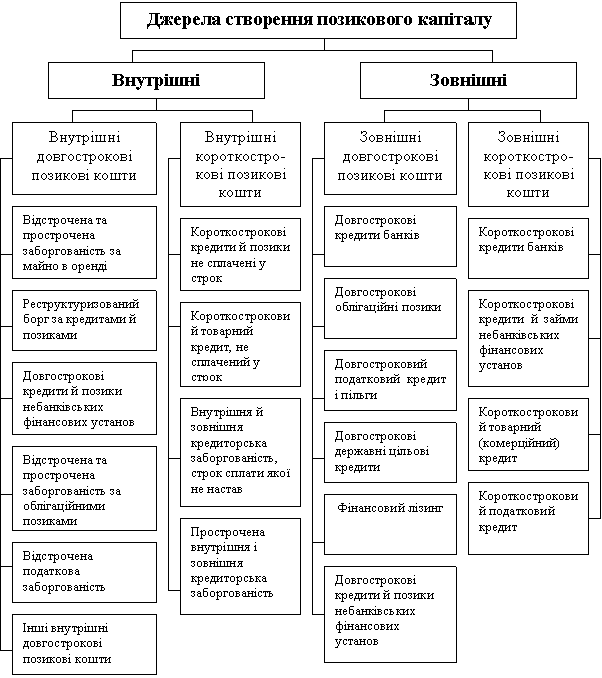 Джерела створення позикового капіталу
Внутрішні
Зовнішні
Внутрішні
довгострокові
позикові кошти
Відстрочена та
прострочена
заборгованість за
майно в оренді
Реструктуризований
борг за кредитами й
позиками
Довгострокові
кредити й позики
небанківських
фінансових установ
Відстрочена та
прострочена
заборгованість за
облігаційними
позиками
Відстрочена
податкова
заборгованість
Інші внутрішні
довгострокові
позикові кошти
Внутрішні
короткостро-
кові позикові
кошти
Короткострокові
кредити й позики
не сплачені у
строк
Короткострокови
й товарний
кредит, не
сплачений у
строк
Внутрішня й
зовнішня
кредиторська
заборгованість,
строк сплати якої
не настав
Прострочена
внутрішня і
зовнішня
кредиторська
заборгованість
Зовнішні
довгострокові
позикові кошти
Довгострокові
кредити банків
Довгострокові
облігаційні позики
Довгостроковий
податковий кредит
і пільги
Довгострокові
державні цільові
кредити
Фінансовий лізинг
Довгострокові
кредити й позики
небанківських
фінансових
установ
Зовнішні
короткостро-
кові позикові
кошти
Короткострокові
кредити банків
Короткострокові
кредити й займи
небанківських
фінансових
установ
Короткострокови
й товарний
(комерційний)
кредит
Короткострокови
й податковий
кредит